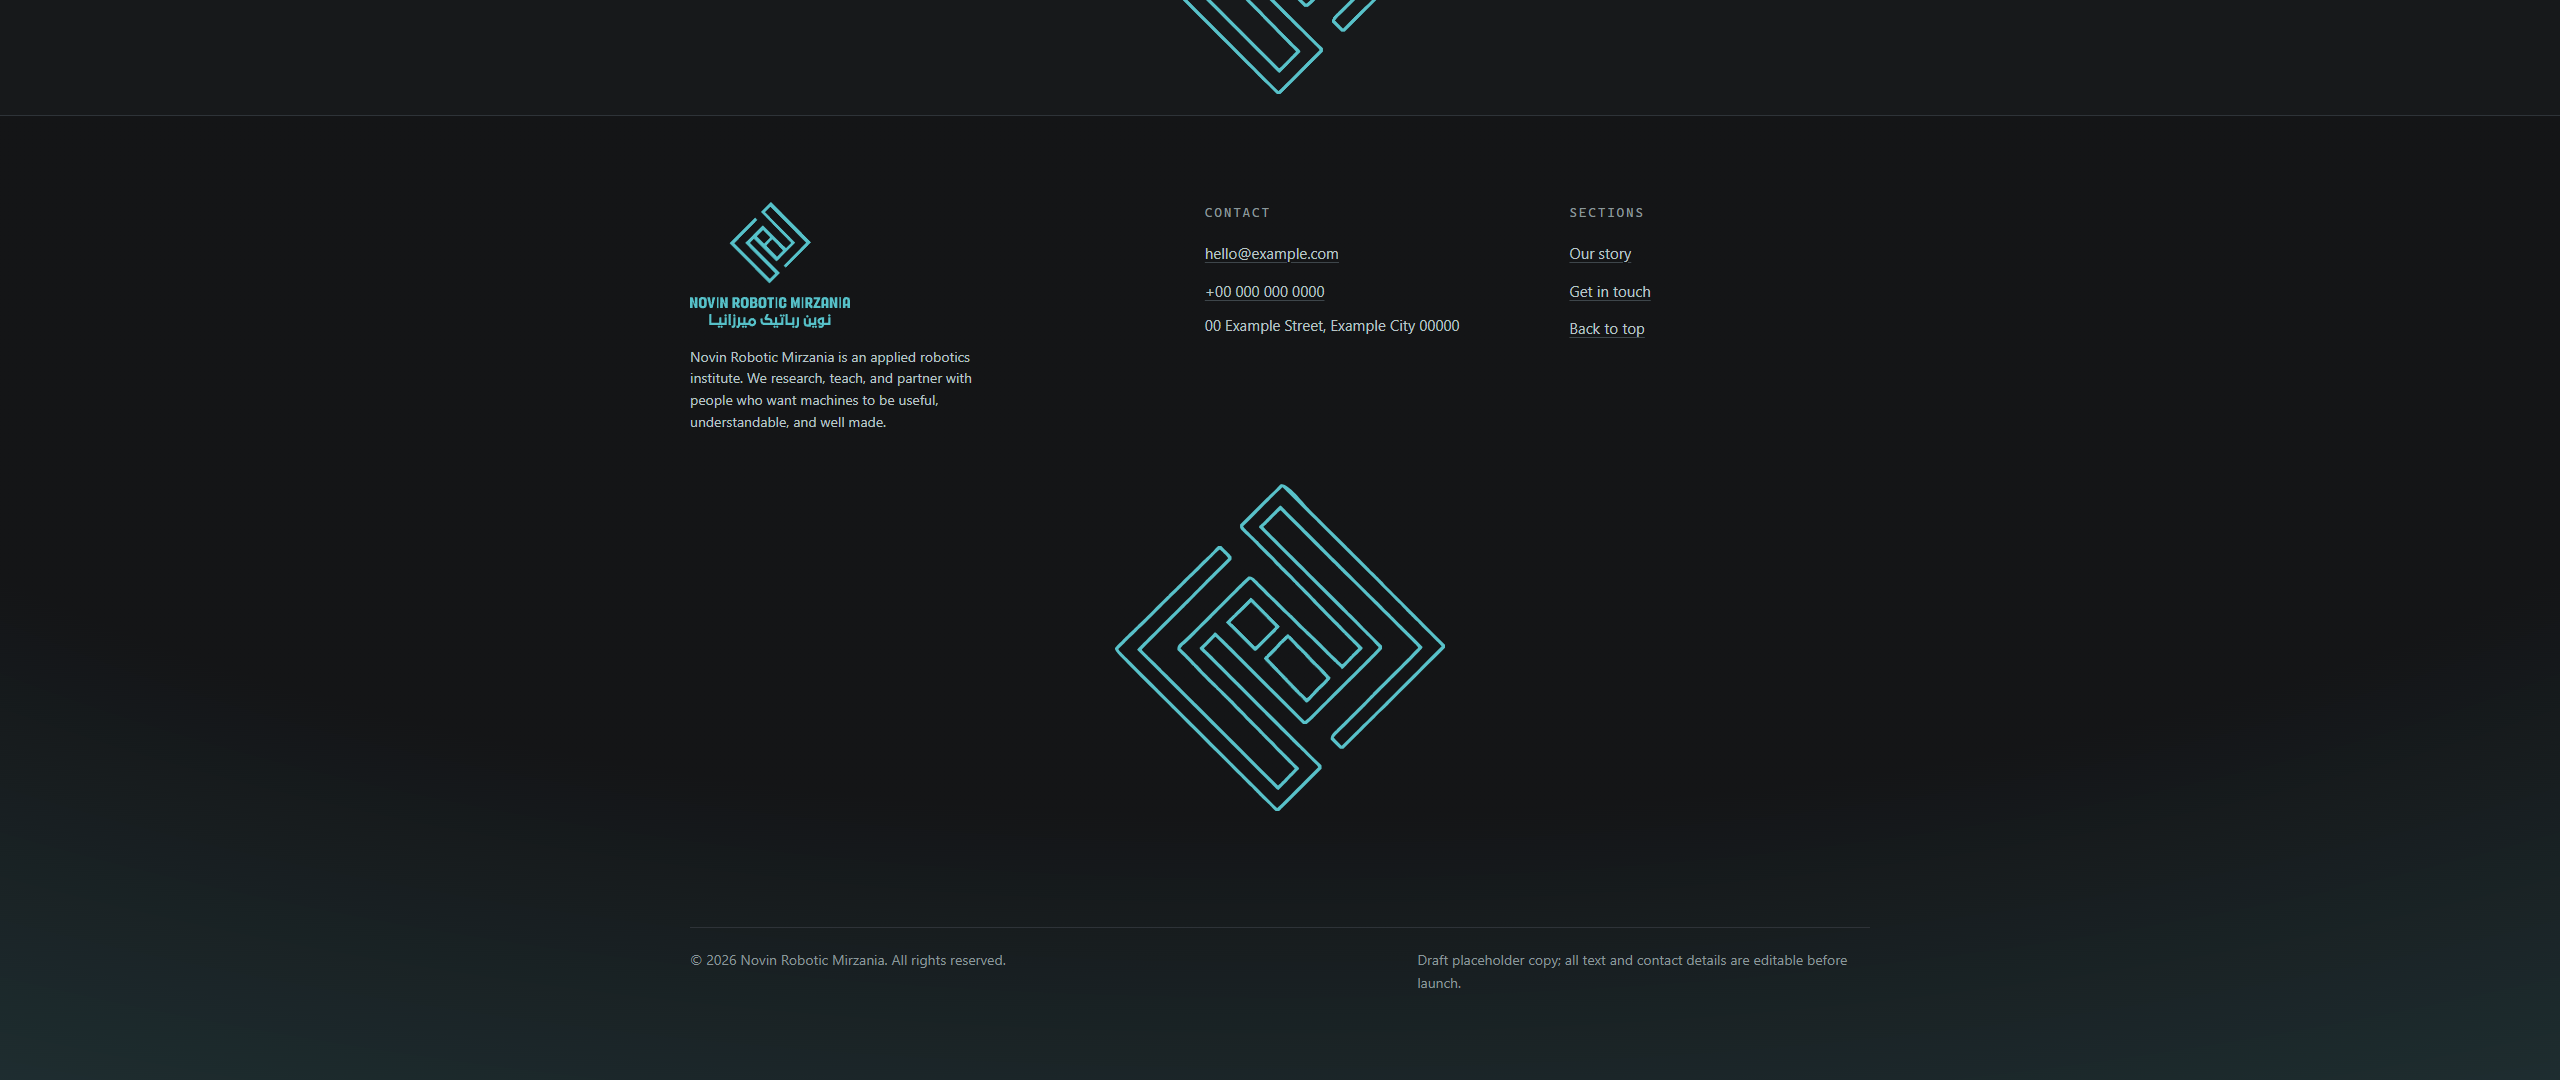 NOVIN ROBOTIC MIRZANIA
نوین رباتیک میرزانیا
Novin Robotic Mirzania is an applied robotics
institute. We research, teach, and partner with
people who want machines to be useful,
understandable, and well made.
CONTACT
hello@example.com
+00 000 000 0000
00 Example Street, Example City 00000
SECTIONS
Our story
Get in touch
Back to top
© 2026 Novin Robotic Mirzania. All rights reserved.
Draft placeholder copy; all text and contact details are editable before
launch.